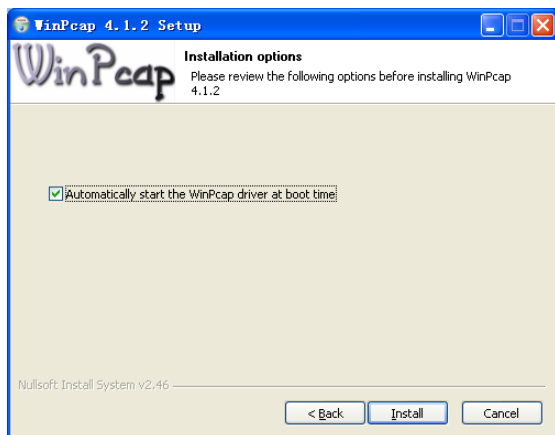 WinPcap 4.1.2 Setup
WinPcap
Installation options
Please review the following options before installing WinPcap
4.1.2
Automatically start the WinPcap driver at boot time
Nullsoft Install System v2.46
< Back
Install
Cancel